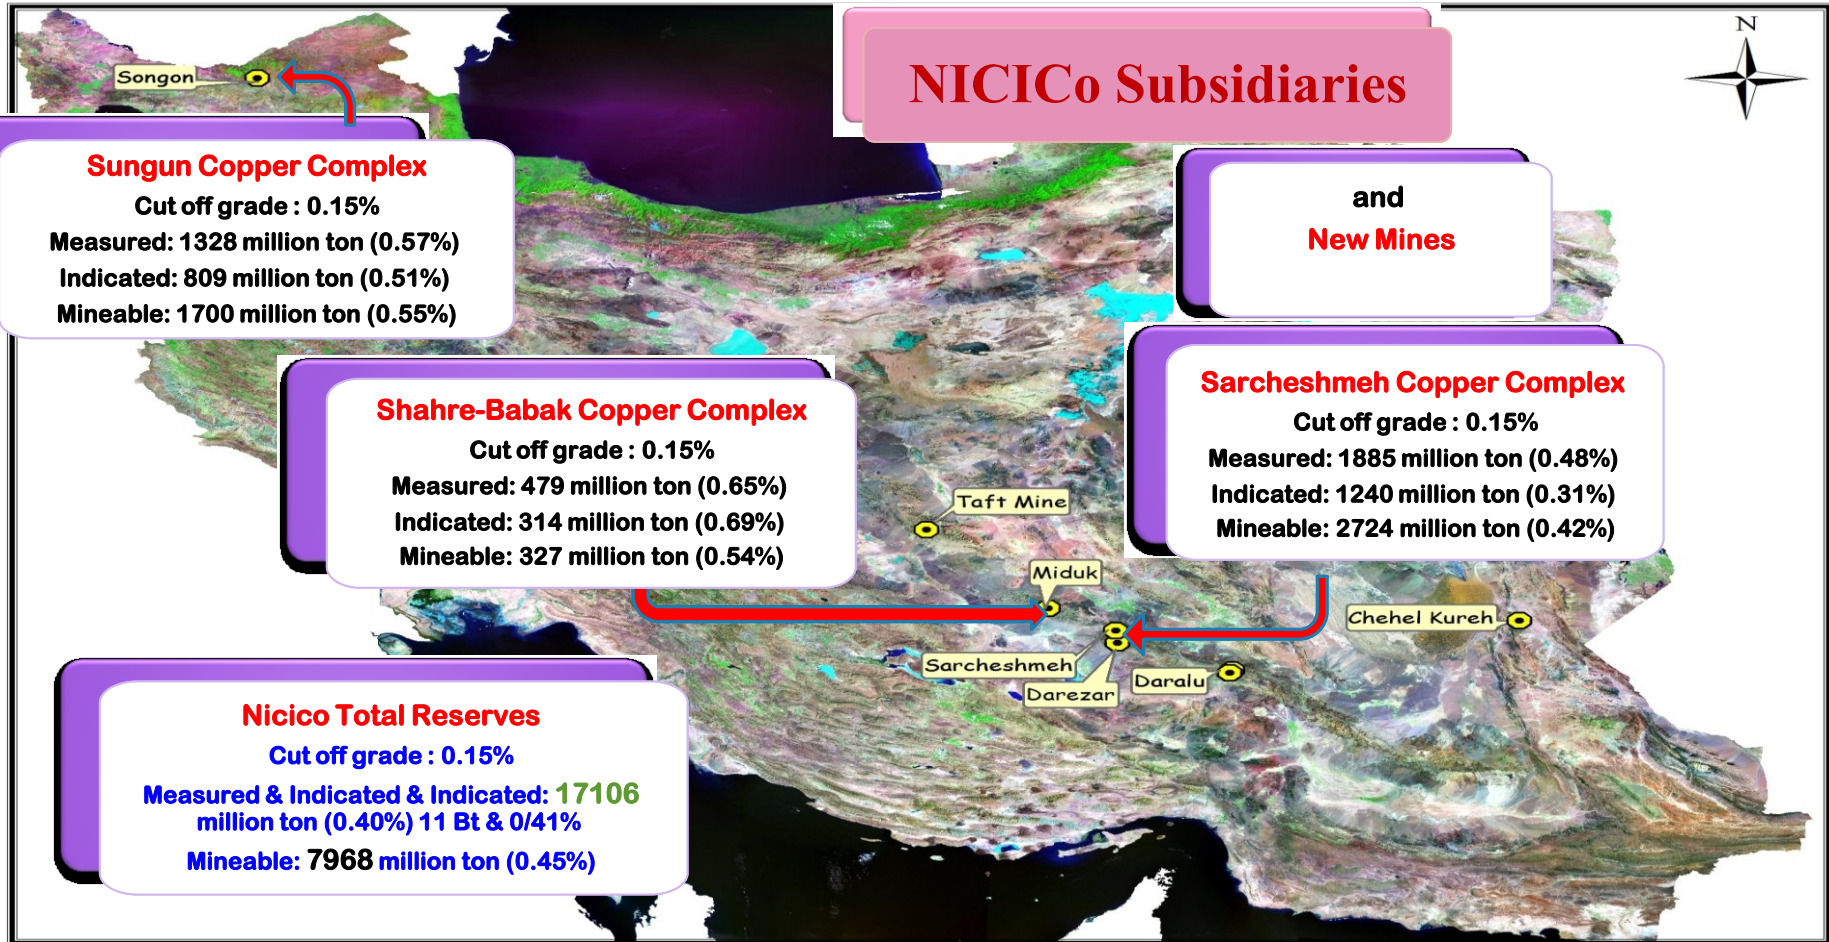 NICICo Subsidiaries
N
Songon
Sungun Copper Complex
Cut off grade : 0.15%
Measured: 1328 million ton (0.57%)
Indicated: 809 million ton (0.51%)
Mineable: 1700 million ton (0.55%)
and
New Mines
Shahre-Babak Copper Complex
Cut off grade : 0.15%
Measured: 479 million ton (0.65%)
Indicated: 314 million ton (0.69%)
Mineable: 327 million ton (0.54%)
Sarcheshmeh Copper Complex
Cut off grade : 0.15%
Measured: 1885 million ton (0.48%)
Indicated: 1240 million ton (0.31%)
Mineable: 2724 million ton (0.42%)
Taft Mine
Miduk
Chehel Kureh
Sarcheshmeh
Darezar
Daralu
Nicico Total Reserves
Cut off grade : 0.15%
Measured & Indicated & Indicated: 17106
million ton (0.40%) 11 Bt & 0/41%
Mineable: 7968 million ton (0.45%)